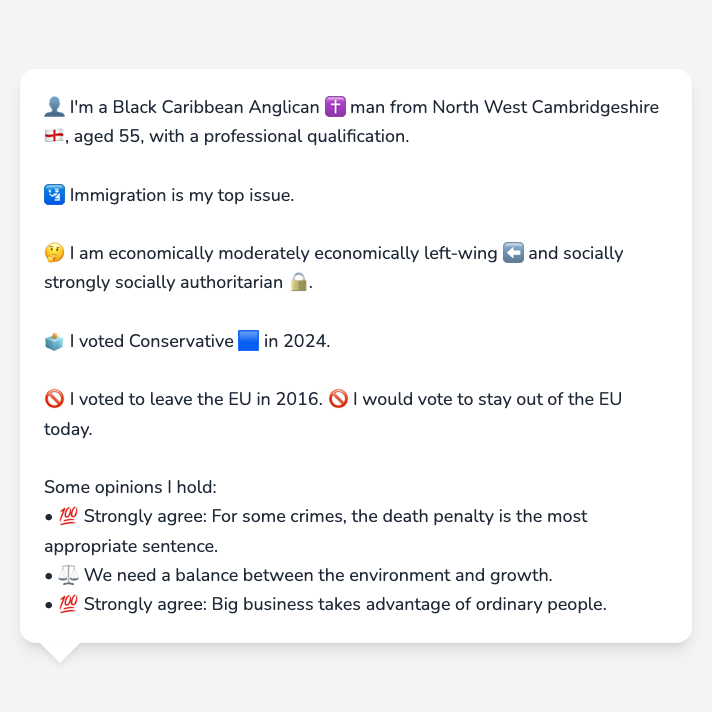 👤 I'm a Black Caribbean Anglican ✝️ man from North West Cambridgeshire
🏴󠁧󠁢󠁥󠁮󠁧󠁿, aged 55, with a professional qualification.
🛂 Immigration is my top issue.
🤔 I am economically moderately economically left-wing ⬅️ and socially
strongly socially authoritarian 🔒.
🗳️ I voted Conservative 🟦 in 2024.
🚫 I voted to leave the EU in 2016. 🚫 I would vote to stay out of the EU
today.
Some opinions I hold:
• 💯 Strongly agree: For some crimes, the death penalty is the most
appropriate sentence.
• ⚖️ We need a balance between the environment and growth.
• 💯 Strongly agree: Big business takes advantage of ordinary people.